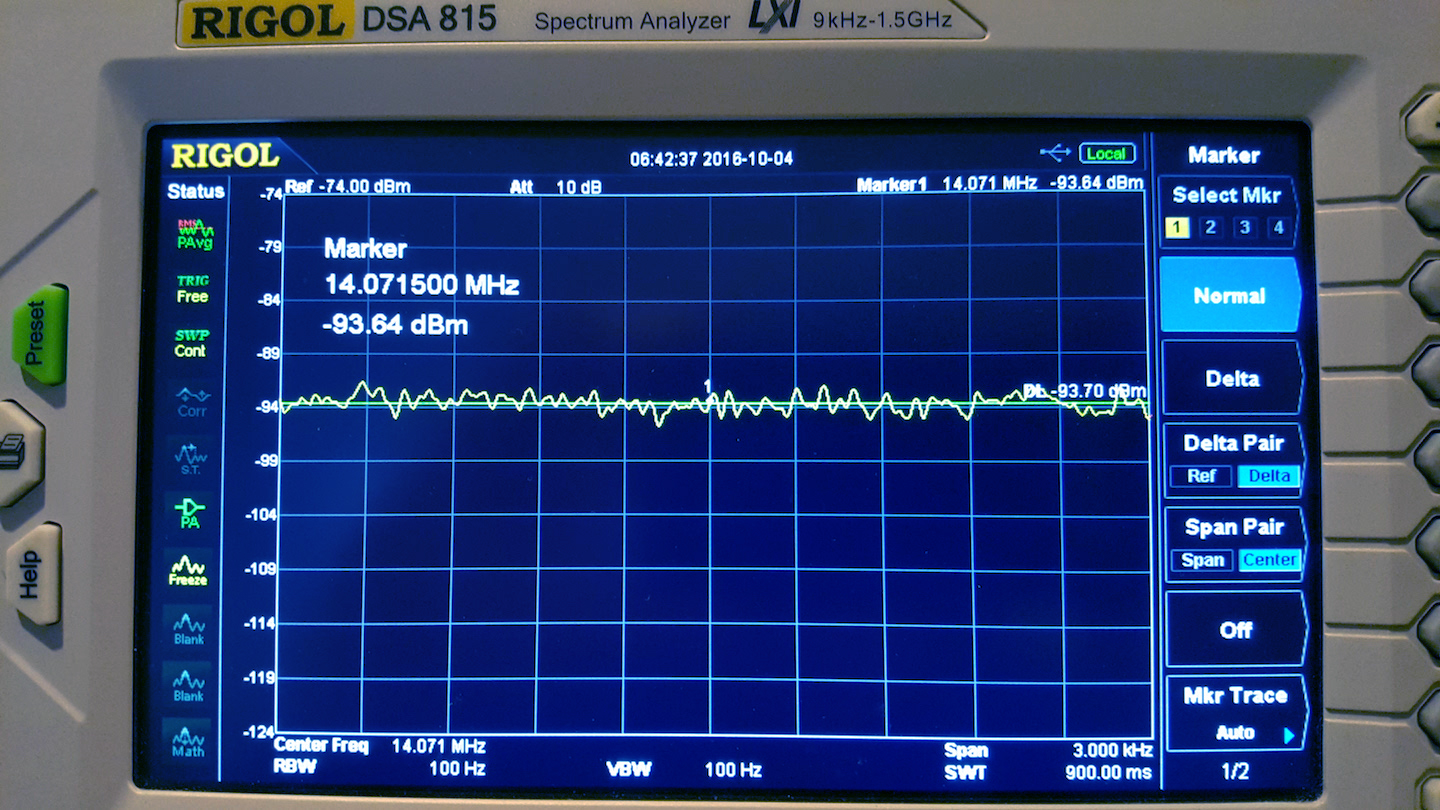 RIGOL DSA 815 Spectrum Analyzer LXI 9kHz-1.5GHz
RIGOL 06:42:37 2016-10-04 Local
Status
Ref -74.00 dBm Att 10 dB Marker1 14.071 MHz -93.64 dBm
Marker
14.071500 MHz
-93.64 dBm
-74
-79
-84
-89
-94
-99
-104
-109
-114
-119
-124
1
DL -93.70 dBm
RMS
PAvg
TRIG
Free
SWP
Cont
Corr
S.T.
PA
Freeze
Blank
Blank
Math
Center Freq 14.071 MHz Span 3.000 kHz
RBW 100 Hz VBW 100 Hz SWT 900.00 ms
Marker
Select Mkr
1 2 3 4
Normal
Delta
Delta Pair
Ref Delta
Span Pair
Span Center
Off
Mkr Trace
Auto
1/2
Preset
Help